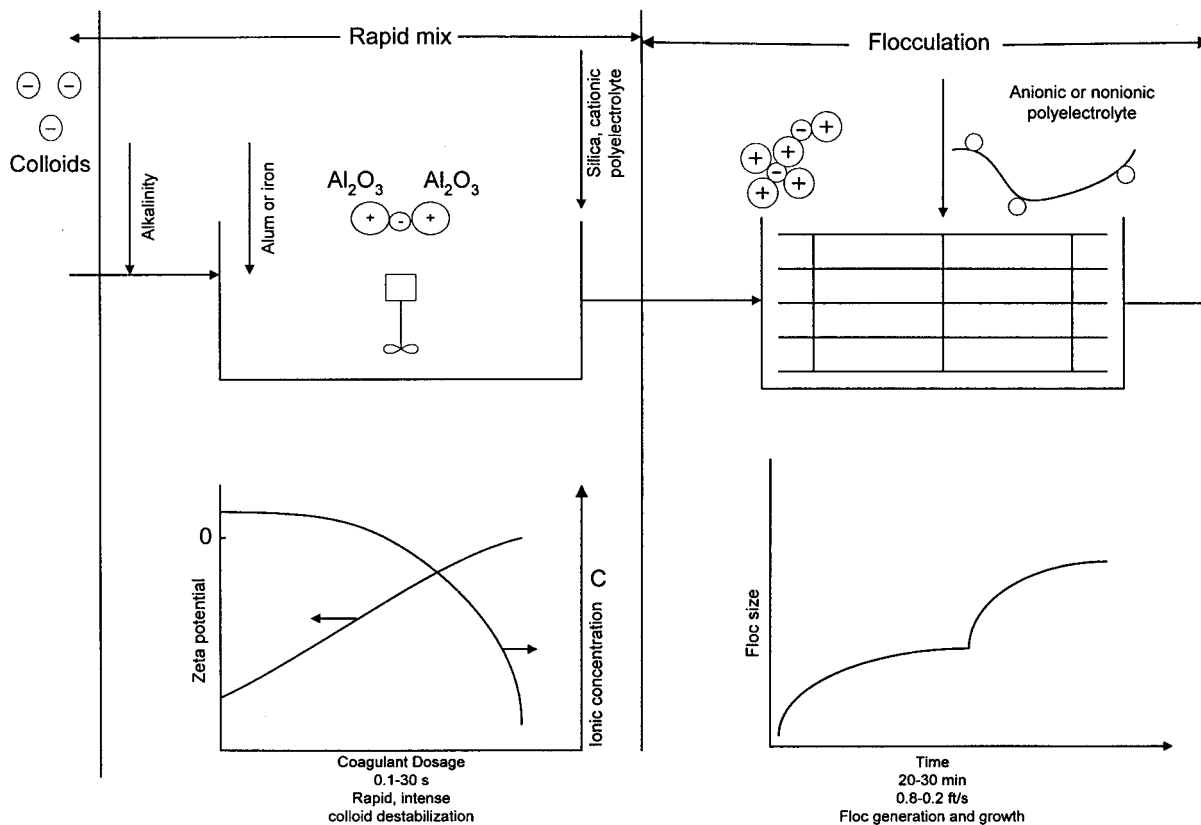 Rapid mix
Flocculation
−
−
−
Colloids
Alkalinity
Alum or iron
Al₂O₃ Al₂O₃
+ − +
Silica, cationic
polyelectrolyte
− +
+ +
− +
+
Anionic or nonionic
polyelectrolyte
0
Zeta potential
C
Ionic concentration
Coagulant Dosage
0.1-30 s
Rapid, intense
colloid destabilization
Floc size
Time
20-30 min
0.8-0.2 ft/s
Floc generation and growth